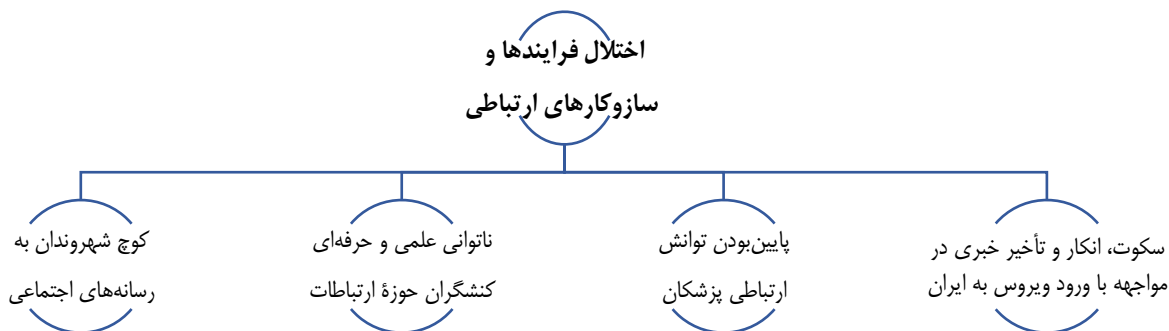 اختلال فرایندها و
سازوکارهای ارتباطی
سکوت، انکار و تأخیر خبری در
مواجهه با ورود ویروس به ایران
پایین‌بودن توانش
ارتباطی پزشکان
ناتوانی علمی و حرفه‌ای
کنشگران حوزهٔ ارتباطات
کوچ شهروندان به
رسانه‌های اجتماعی